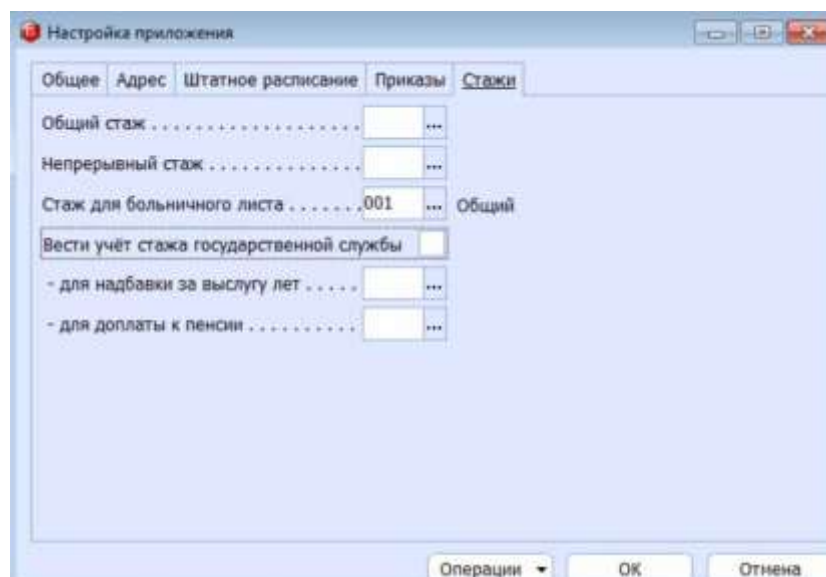 Настройка приложения
Общее Адрес Штатное расписание Приказы Стажи
Общий стаж . . . . . . . . . . . . . . . . . . . ...
Непрерывный стаж . . . . . . . . . . . . . . ...
Стаж для больничного листа . . . . . . . 001 ... Общий
Вести учёт стажа государственной службы
- для надбавки за выслугу лет . . . . . ...
- для доплаты к пенсии . . . . . . . . . . ...
Операции OK Отмена